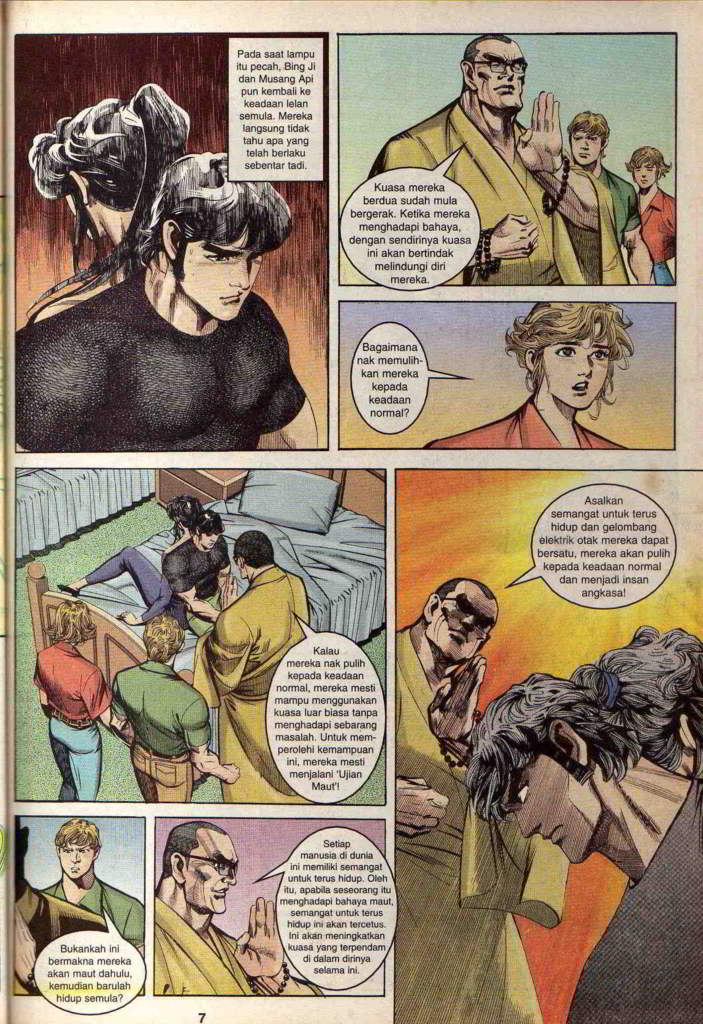 Pada saat lampu
itu pecah, Bing Ji
dan Musang Api
pun kembali ke
keadaan lelan
semula. Mereka
langsung tidak
tahu apa yang
telah berlaku
sebentar tadi.
Kuasa mereka
berdua sudah mula
bergerak. Ketika mereka
menghadapi bahaya,
dengan sendirinya kuasa
ini akan bertindak
melindungi diri
mereka.
Bagaimana
nak memulih-
kan mereka
kepada
keadaan
normal?
Kalau
mereka nak pulih
kepada keadaan
normal, mereka mesti
mampu menggunakan
kuasa luar biasa tanpa
menghadapi sebarang
masalah. Untuk mem-
perolehi kemampuan
ini, mereka mesti
menjalani 'Ujian
Maut'!
Asalkan
semangat untuk terus
hidup dan gelombang
elektrik otak mereka dapat
bersatu, mereka akan pulih
kepada keadaan normal
dan menjadi insan
angkasa!
Bukankah ini
bermakna mereka
akan maut dahulu,
kemudian barulah
hidup semula?
Setiap
manusia di dunia
ini memiliki semangat
untuk terus hidup. Oleh
itu, apabila seseorang itu
menghadapi bahaya maut,
semangat untuk terus
hidup ini akan tercetus.
Ini akan meningkatkan
kuasa yang terpendam
di dalam dirinya
selama ini.
7